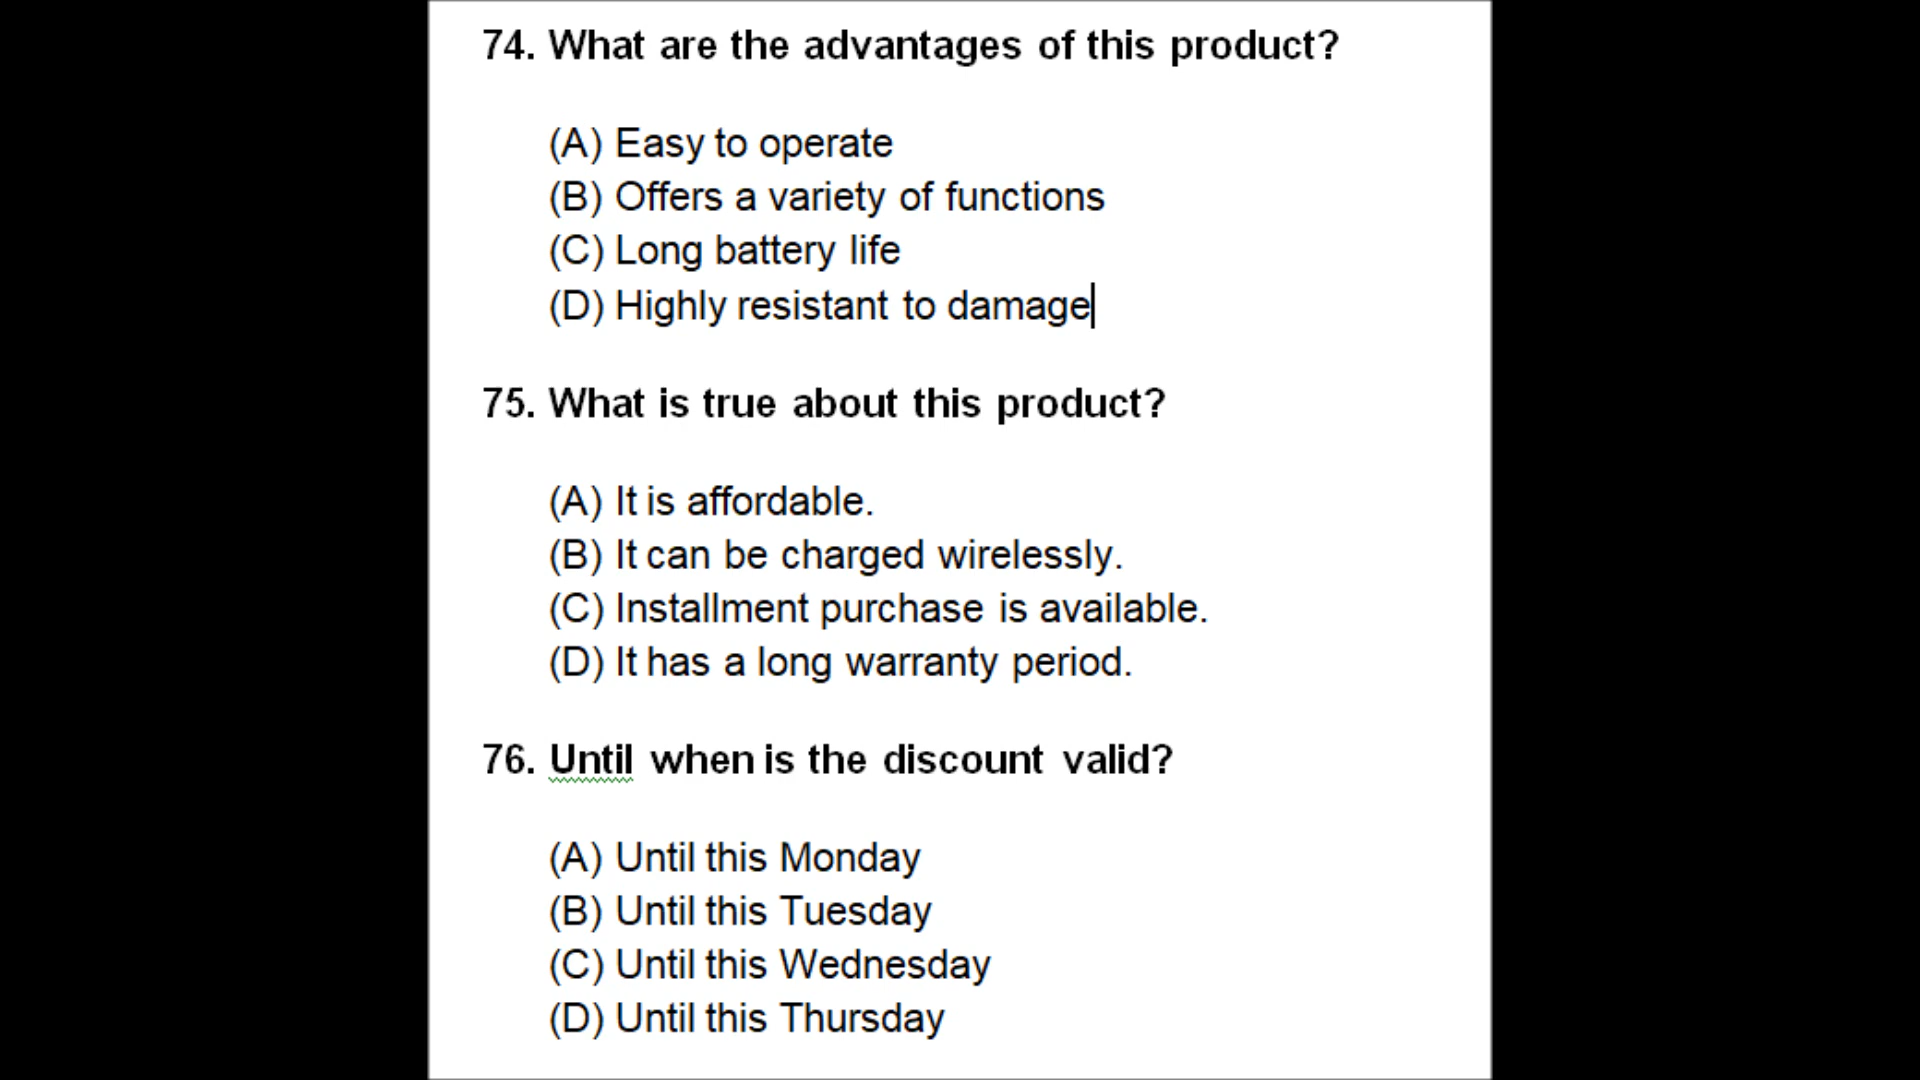 74. What are the advantages of this product?
(A) Easy to operate
(B) Offers a variety of functions
(C) Long battery life
(D) Highly resistant to damage
75. What is true about this product?
(A) It is affordable.
(B) It can be charged wirelessly.
(C) Installment purchase is available.
(D) It has a long warranty period.
76. Until when is the discount valid?
(A) Until this Monday
(B) Until this Tuesday
(C) Until this Wednesday
(D) Until this Thursday